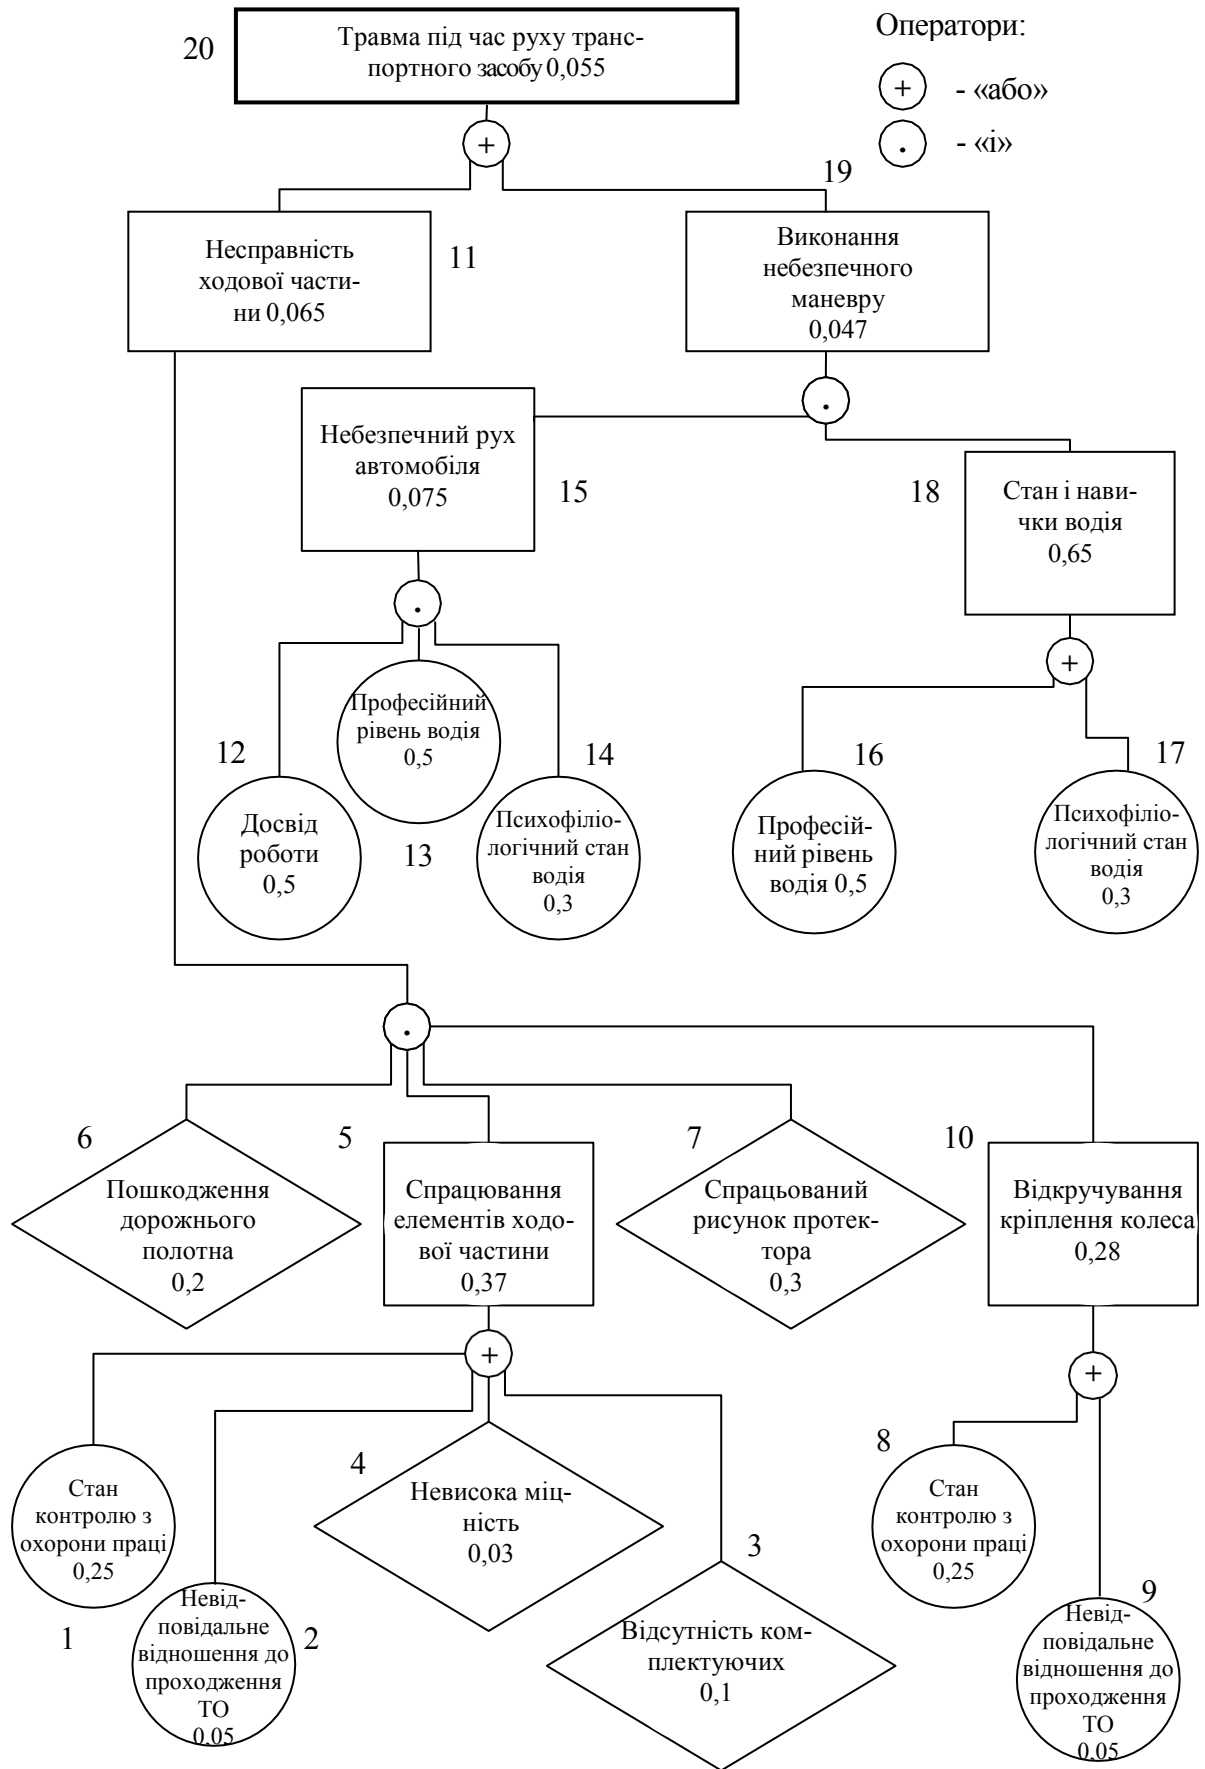 Оператори:
+ - «або»
. - «і»
20
Травма під час руху транс-
портного засобу 0,055
+
19
Несправність
ходової части-
ни 0,065
11
Виконання
небезпечного
маневру
0,047
.
Небезпечний рух
автомобіля
0,075
15
18
Стан і нави-
чки водія
0,65
.
+
12
Досвід
роботи
0,5
Професійний
рівень водія
0,5
13
14
Психофіліо-
логічний стан
водія
0,3
16
Професій-
ний рівень
водія 0,5
17
Психофіліо-
логічний стан
водія
0,3
.
6
Пошкодження
дорожнього
полотна
0,2
5
Спрацювання
елементів ходо-
вої частини
0,37
7
Спрацьований
рисунок протек-
тора
0,3
10
Відкручування
кріплення колеса
0,28
+
+
Стан
контролю з
охорони праці
0,25
1
Невід-
повідальне
відношення до
проходження
ТО
0,05
2
4
Невисока міц-
ність
0,03
3
Відсутність ком-
плектуючих
0,1
8
Стан
контролю з
охорони праці
0,25
9
Невід-
повідальне
відношення до
проходження
ТО
0,05